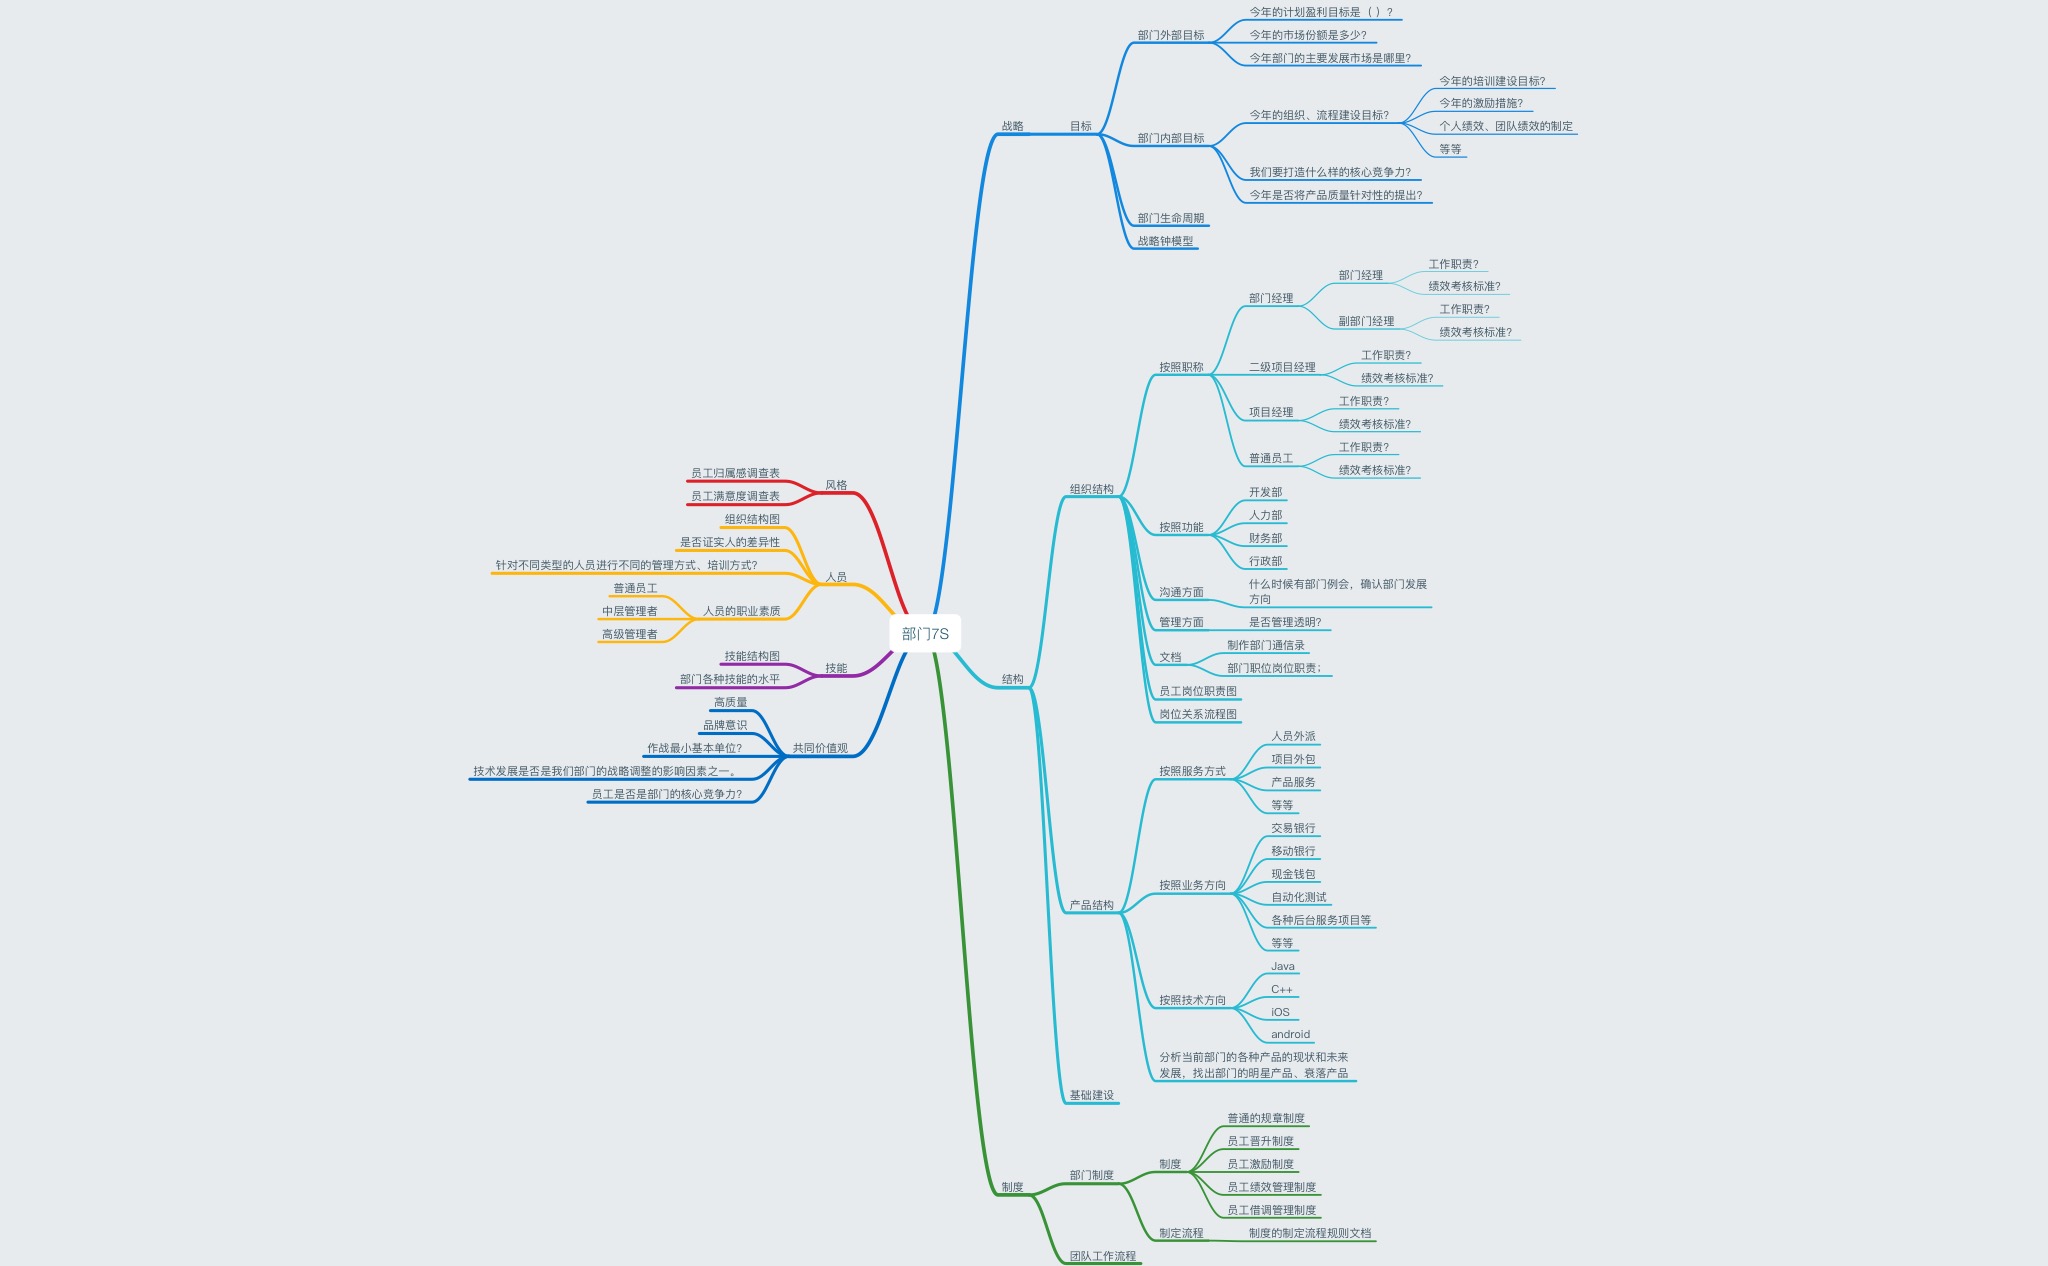 部门7S
战略
目标
部门外部目标
今年的计划盈利目标是（ ）?
今年的市场份额是多少?
今年部门的主要发展市场是哪里?
部门内部目标
今年的组织、流程建设目标?
今年的培训建设目标?
今年的激励措施?
个人绩效、团队绩效的制定
等等
我们要打造什么样的核心竞争力?
今年是否将产品质量针对性的提出?
部门生命周期
战略钟模型
结构
组织结构
按照职称
部门经理
部门经理
工作职责?
绩效考核标准?
副部门经理
工作职责?
绩效考核标准?
二级项目经理
工作职责?
绩效考核标准?
项目经理
工作职责?
绩效考核标准?
普通员工
工作职责?
绩效考核标准?
按照功能
开发部
人力部
财务部
行政部
沟通方面
什么时候有部门例会，确认部门发展
方向
管理方面
是否管理透明?
文档
制作部门通信录
部门职位岗位职责；
员工岗位职责图
岗位关系流程图
产品结构
按照服务方式
人员外派
项目外包
产品服务
等等
按照业务方向
交易银行
移动银行
现金钱包
自动化测试
各种后台服务项目等
等等
按照技术方向
Java
C++
iOS
android
分析当前部门的各种产品的现状和未来
发展，找出部门的明星产品、衰落产品
基础建设
制度
部门制度
制度
普通的规章制度
员工晋升制度
员工激励制度
员工绩效管理制度
员工借调管理制度
制定流程
制度的制定流程规则文档
团队工作流程
风格
员工归属感调查表
员工满意度调查表
人员
组织结构图
是否证实人的差异性
针对不同类型的人员进行不同的管理方式、培训方式?
人员的职业素质
普通员工
中层管理者
高级管理者
技能
技能结构图
部门各种技能的水平
共同价值观
高质量
品牌意识
作战最小基本单位?
技术发展是否是我们部门的战略调整的影响因素之一。
员工是否是部门的核心竞争力?